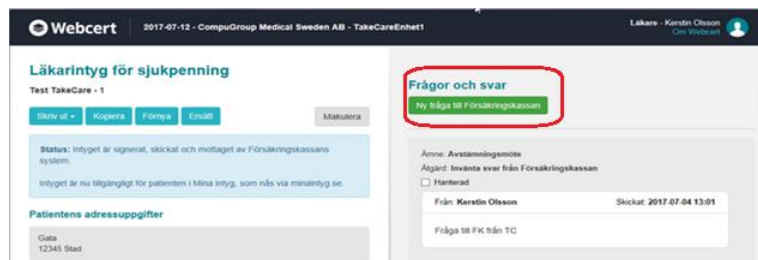 Webcert
2017-07-12 - CompuGroup Medical Sweden AB - TakeCareEnhet1
Läkare - Kerstin Olsson
Om Webcert
Läkarintyg för sjukpenning
Test TakeCare - 1
Skriv ut
Kopiera
Förnya
Ersätt
Makulera
Status: Intyget är signerat, skickat och mottaget av Försäkringskassans
system.
Intyget är nu tillgängligt för patienten i Mina intyg, som nås via minaintyg.se.
Patientens adressuppgifter
Gata
12345 Stad
Frågor och svar
Ny fråga till Försäkringskassan
Ämne: Avstämningsmöte
Åtgärd: Invänta svar från Försäkringskassan
Hanterad
Från: Kerstin Olsson
Skickat: 2017-07-04 13:01
Fråga till FK från TC